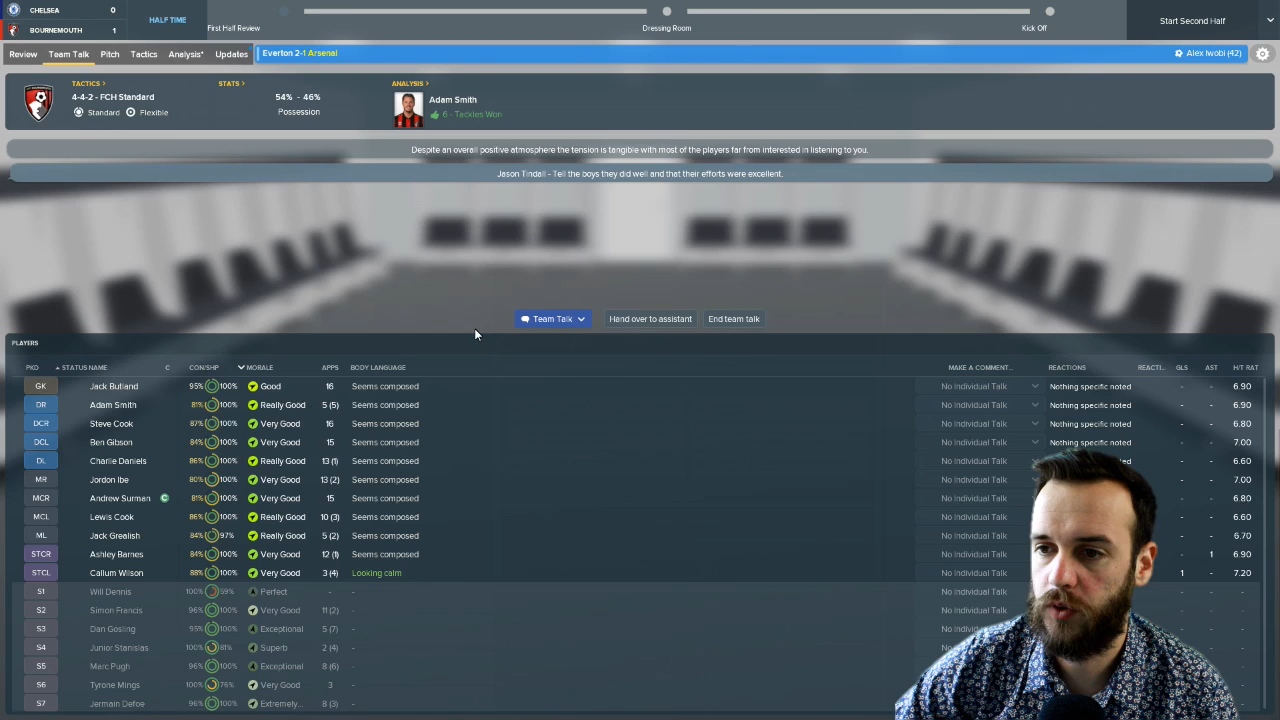 CHELSEA 0
BOURNEMOUTH 1
HALF TIME
First Half Review
Dressing Room
Kick Off
Start Second Half
Review Team Talk Pitch Tactics Analysis* Updates
Everton 2-1 Arsenal
Alex Iwobi (42)
TACTICS >
4-4-2 - FCH Standard
Standard Flexible
STATS >
54% - 46%
Possession
ANALYSIS >
Adam Smith
6 - Tackles Won
Despite an overall positive atmosphere the tension is tangible with most of the players far from interested in listening to you.
Jason Tindall - Tell the boys they did well and that their efforts were excellent.
Team Talk Hand over to assistant End team talk
PLAYERS
PKD STATUS NAME C CON/SHP MORALE APPS BODY LANGUAGE MAKE A COMMENT... REACTIONS REACTI... GLS AST H/T RAT
GK Jack Butland 95% 100% Good 16 Seems composed No Individual Talk Nothing specific noted - - 6.90
DR Adam Smith 81% 100% Really Good 5 (5) Seems composed No Individual Talk Nothing specific noted - - 6.90
DCR Steve Cook 87% 100% Very Good 16 Seems composed No Individual Talk Nothing specific noted - - 6.80
DCL Ben Gibson 84% 100% Very Good 15 Seems composed No Individual Talk Nothing specific noted - - 7.00
DL Charlie Daniels 86% 100% Really Good 13 (1) Seems composed No Individual Talk - - 6.60
MR Jordon Ibe 80% 100% Very Good 13 (2) Seems composed No Individual Talk - - 7.00
MCR Andrew Surman C 81% 100% Very Good 15 Seems composed No Individual Talk - - 6.80
MCL Lewis Cook 86% 100% Really Good 10 (3) Seems composed No Individual Talk - - 6.60
ML Jack Grealish 84% 97% Really Good 5 (2) Seems composed No Individual Talk - - 6.70
STCR Ashley Barnes 84% 100% Very Good 12 (1) Seems composed No Individual Talk - 1 6.90
STCL Callum Wilson 88% 100% Very Good 3 (4) Looking calm No Individual Talk 1 - 7.20
S1 Will Dennis 100% 59% Perfect - - No Individual Talk - - -
S2 Simon Francis 96% 100% Very Good 11 (2) - No Individual Talk - - -
S3 Dan Gosling 95% 100% Exceptional 5 (7) - No Individual Talk - - -
S4 Junior Stanislas 100% 81% Superb 2 (4) - No Individual Talk - - -
S5 Marc Pugh 96% 100% Exceptional 8 (6) - No Individual Talk - - -
S6 Tyrone Mings 100% 76% Very Good 3 - No Individual Talk - - -
S7 Jermain Defoe 96% 100% Extremely... 8 (3) - No Individual Talk - - -